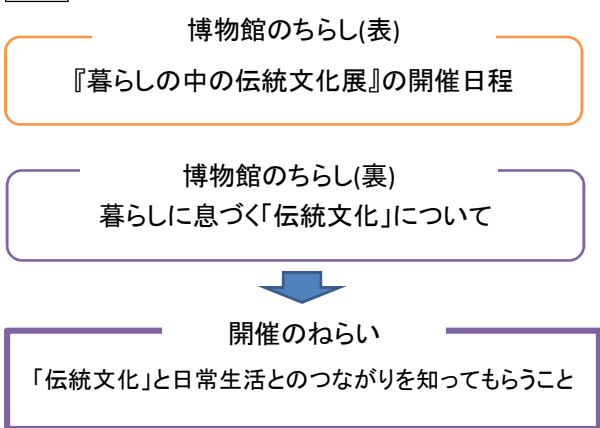 博物館のちらし(表)
『暮らしの中の伝統文化展』の開催日程
博物館のちらし(裏)
暮らしに息づく「伝統文化」について
開催のねらい
「伝統文化」と日常生活とのつながりを知ってもらうこと